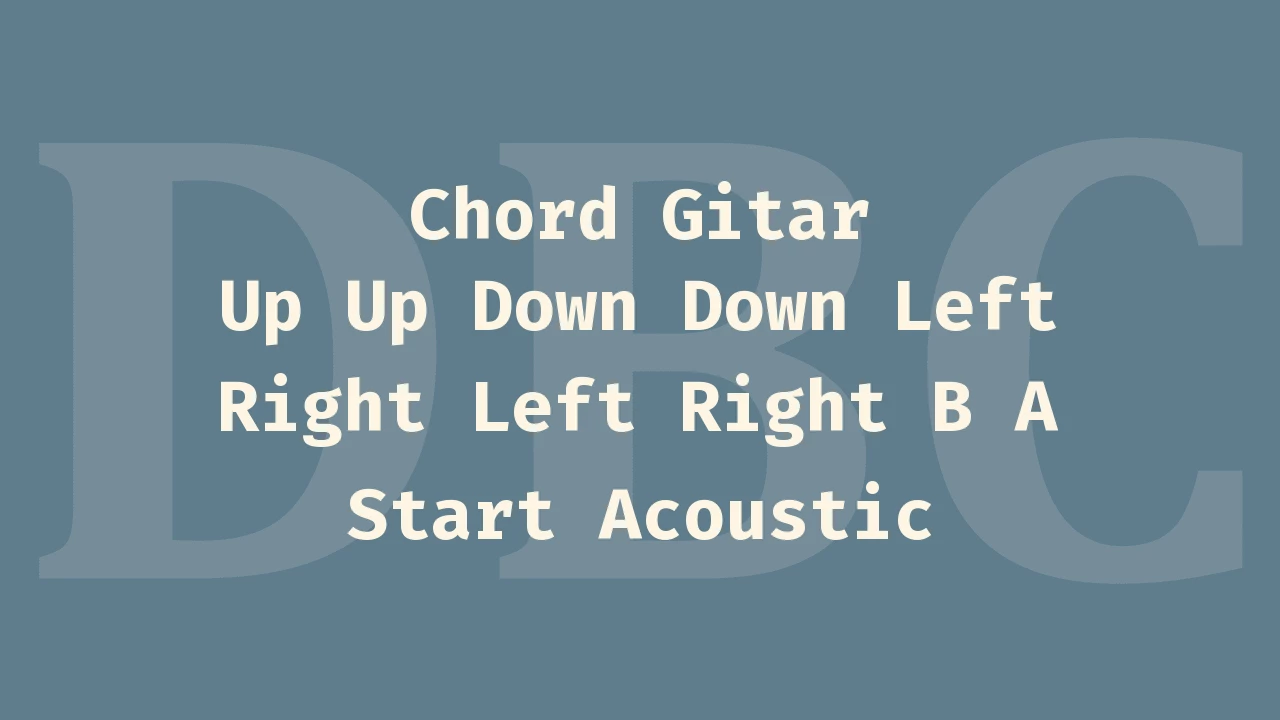 DBC
Chord Gitar
Up Up Down Down Left
Right Left Right B A
Start Acoustic